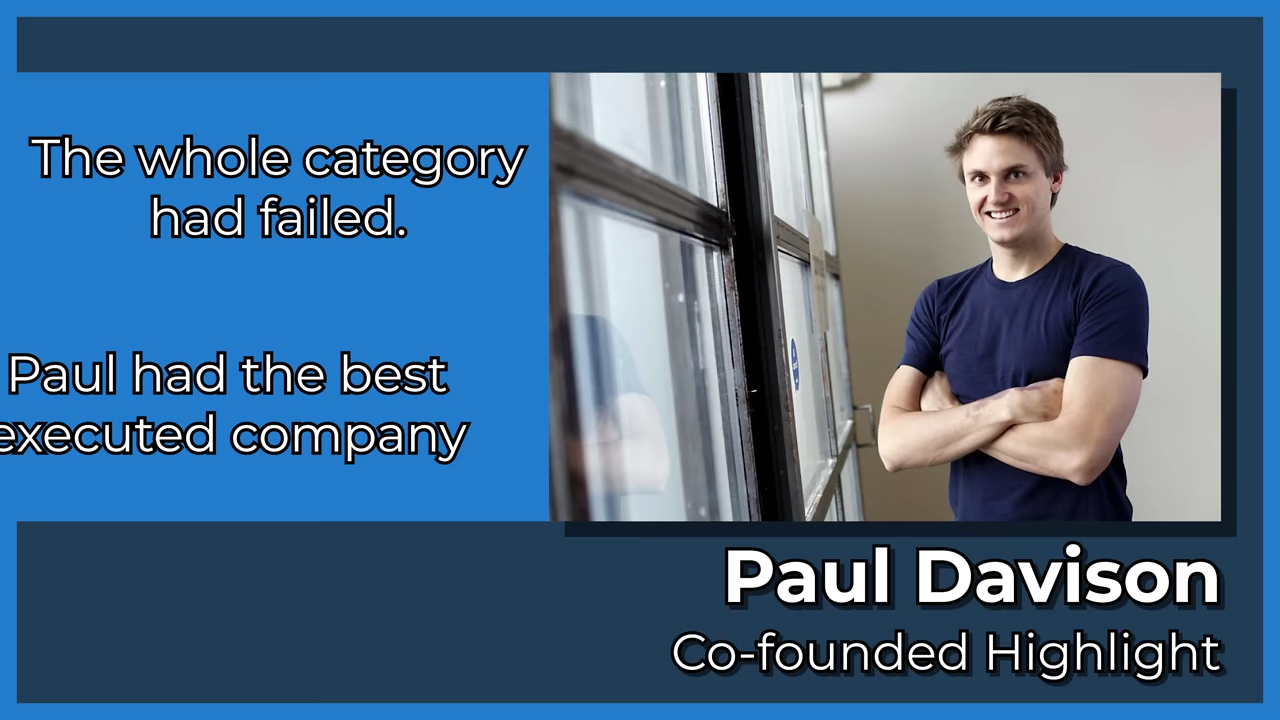 The whole category
had failed.
Paul had the best
executed company
Paul Davison
Co-founded Highlight